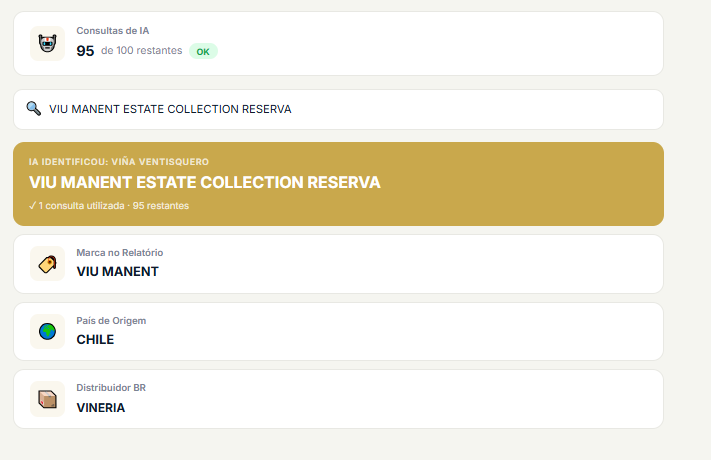 Consultas de IA
95 de 100 restantes OK
VIU MANENT ESTATE COLLECTION RESERVA
IA IDENTIFICOU: VIÑA VENTISQUERO
VIU MANENT ESTATE COLLECTION RESERVA
✓ 1 consulta utilizada · 95 restantes
Marca no Relatório
VIU MANENT
País de Origem
CHILE
Distribuidor BR
VINERIA